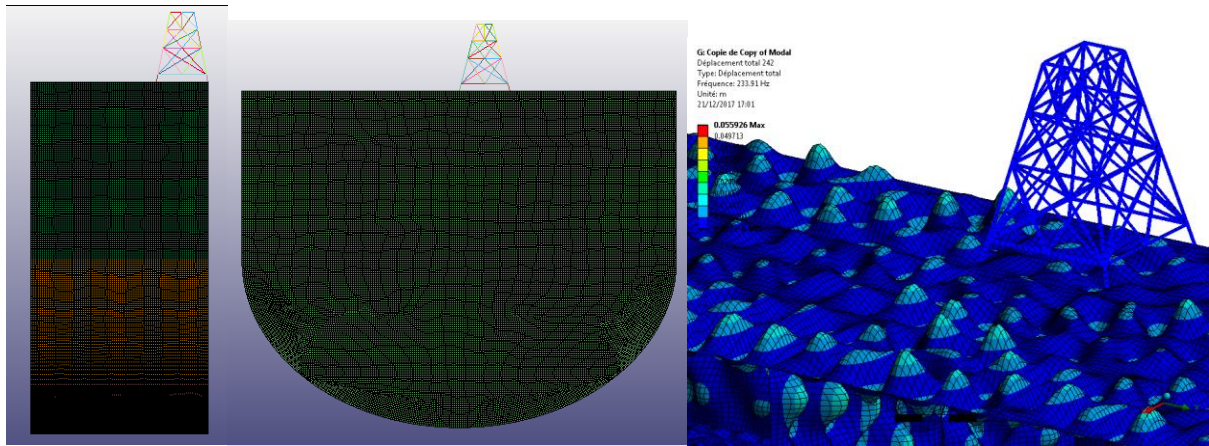 G: Copie de Copy of Modal
Déplacement total 242
Type: Déplacement total
Fréquence: 233.91 Hz
Unité: m
21/12/2017 17:01
0.055926 Max
0.049713